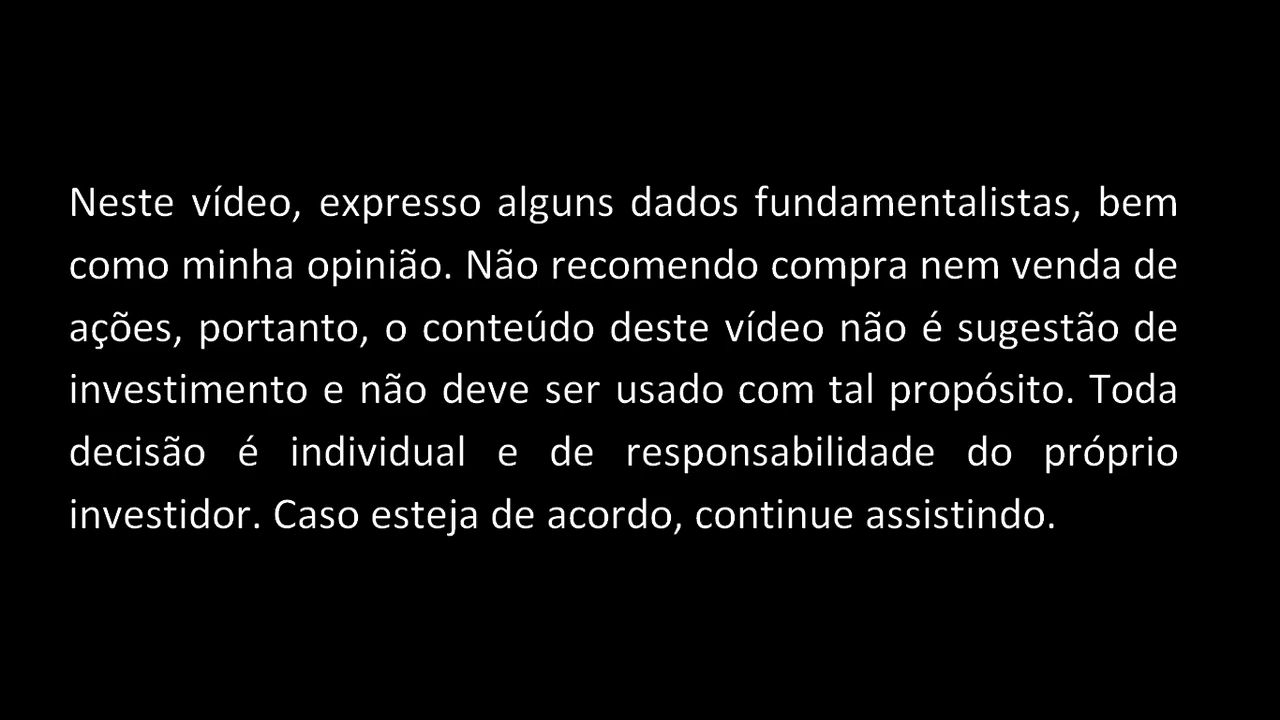 Neste vídeo, expresso alguns dados fundamentalistas, bem
como minha opinião. Não recomendo compra nem venda de
ações, portanto, o conteúdo deste vídeo não é sugestão de
investimento e não deve ser usado com tal propósito. Toda
decisão é individual e de responsabilidade do próprio
investidor. Caso esteja de acordo, continue assistindo.